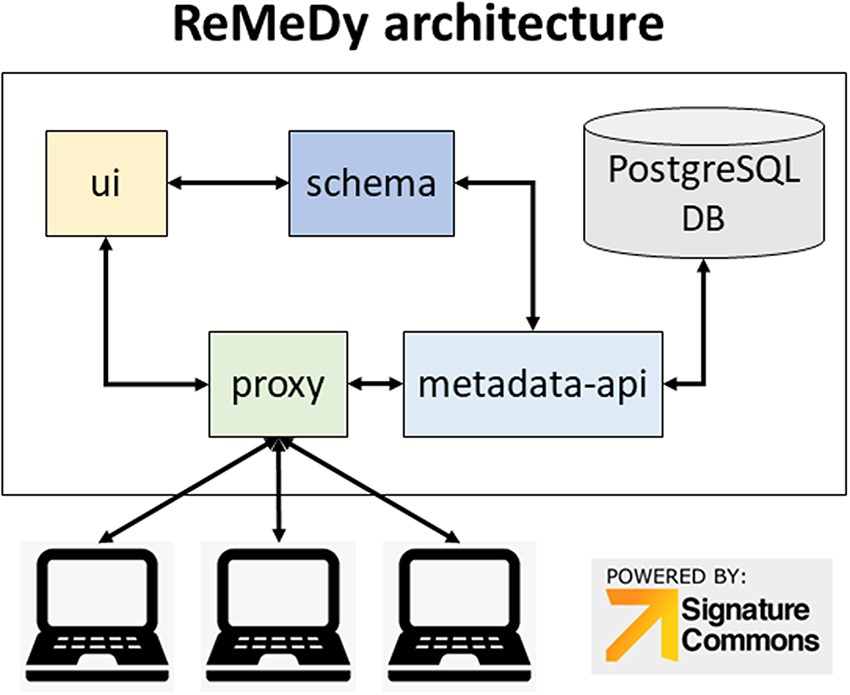 ReMeDy architecture
ui
schema
PostgreSQL
DB
proxy
metadata-api
POWERED BY:
Signature
Commons